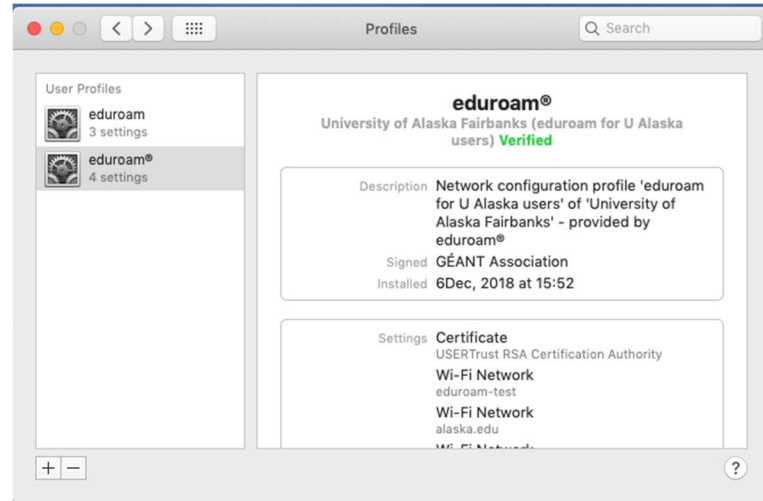 Profiles
Search
User Profiles
eduroam
3 settings
eduroam®
4 settings
eduroam®
University of Alaska Fairbanks (eduroam for U Alaska
users) Verified
Description Network configuration profile 'eduroam
for U Alaska users' of 'University of
Alaska Fairbanks' - provided by
eduroam®
Signed GÉANT Association
Installed 6Dec, 2018 at 15:52
Settings Certificate
USERTrust RSA Certification Authority
Wi-Fi Network
eduroam-test
Wi-Fi Network
alaska.edu
Wi-Fi Network
+ − ?